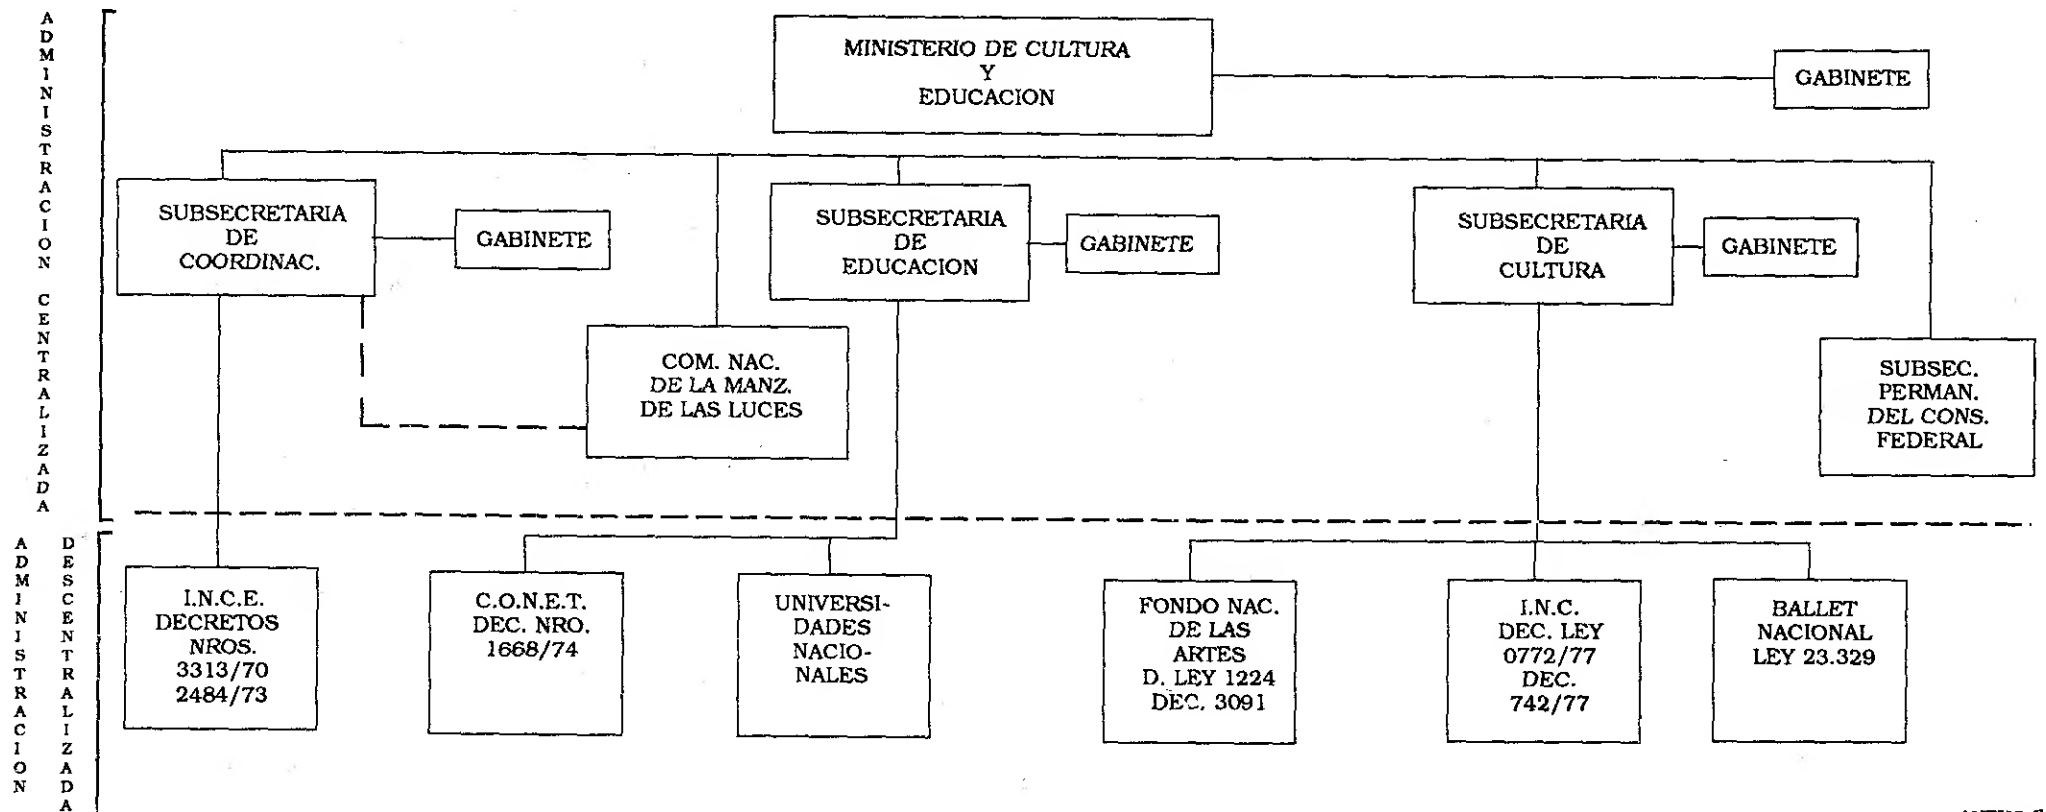 ADMINISTRACION CENTRALIZADA
MINISTERIO DE CULTURA
Y
EDUCACION
GABINETE
SUBSECRETARIA
DE
COORDINAC.
GABINETE
SUBSECRETARIA
DE
EDUCACION
GABINETE
SUBSECRETARIA
DE
CULTURA
GABINETE
COM. NAC.
DE LA MANZ.
DE LAS LUCES
SUBSEC.
PERMAN.
DEL CONS.
FEDERAL
ADMINISTRACION
DESCENTRALIZADA
I.N.C.E.
DECRETOS
NROS.
3313/70
2484/73
C.O.N.E.T.
DEC. NRO.
1668/74
UNIVERSI-
DADES
NACIO-
NALES
FONDO NAC.
DE LAS
ARTES
D. LEY 1224
DEC. 3091
I.N.C.
DEC. LEY
0772/77
DEC.
742/77
BALLET
NACIONAL
LEY 23.329